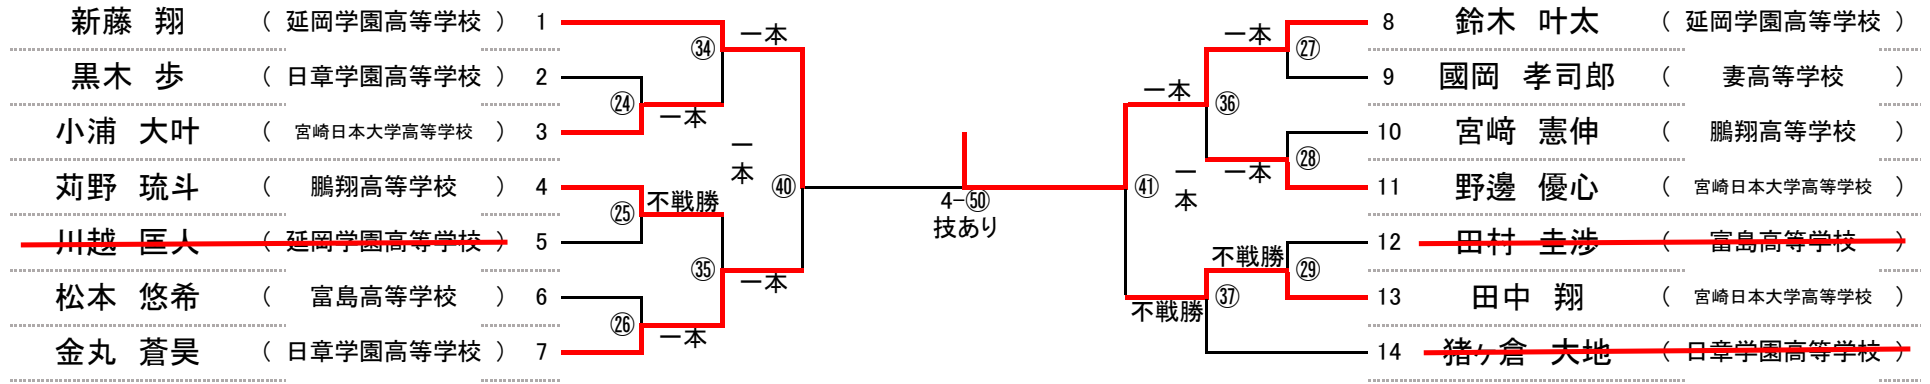 新藤 翔 （ 延岡学園高等学校 ） 1
黒木 歩 （ 日章学園高等学校 ） 2
小浦 大叶 （ 宮崎日本大学高等学校 ） 3
苅野 琉斗 （ 鵬翔高等学校 ） 4
川越 匡人 （ 延岡学園高等学校 ） 5
松本 悠希 （ 富島高等学校 ） 6
金丸 蒼昊 （ 日章学園高等学校 ） 7
㉞ 一本
㉔ 一本
一本
㊵
㉕ 不戦勝
㉟ 一本
㉖ 一本
4-㊿
技あり
一本 ㉗
一本 ㊱
一本 ㉘
㊶ 一本
不戦勝 ㉙
不戦勝 ㊲
8 鈴木 叶太 （ 延岡学園高等学校 ）
9 國岡 孝司郎 （ 妻高等学校 ）
10 宮﨑 憲伸 （ 鵬翔高等学校 ）
11 野邊 優心 （ 宮崎日本大学高等学校 ）
12 田村 圭渉 （ 富島高等学校 ）
13 田中 翔 （ 宮崎日本大学高等学校 ）
14 猪ヶ倉 大地 （ 日章学園高等学校 ）